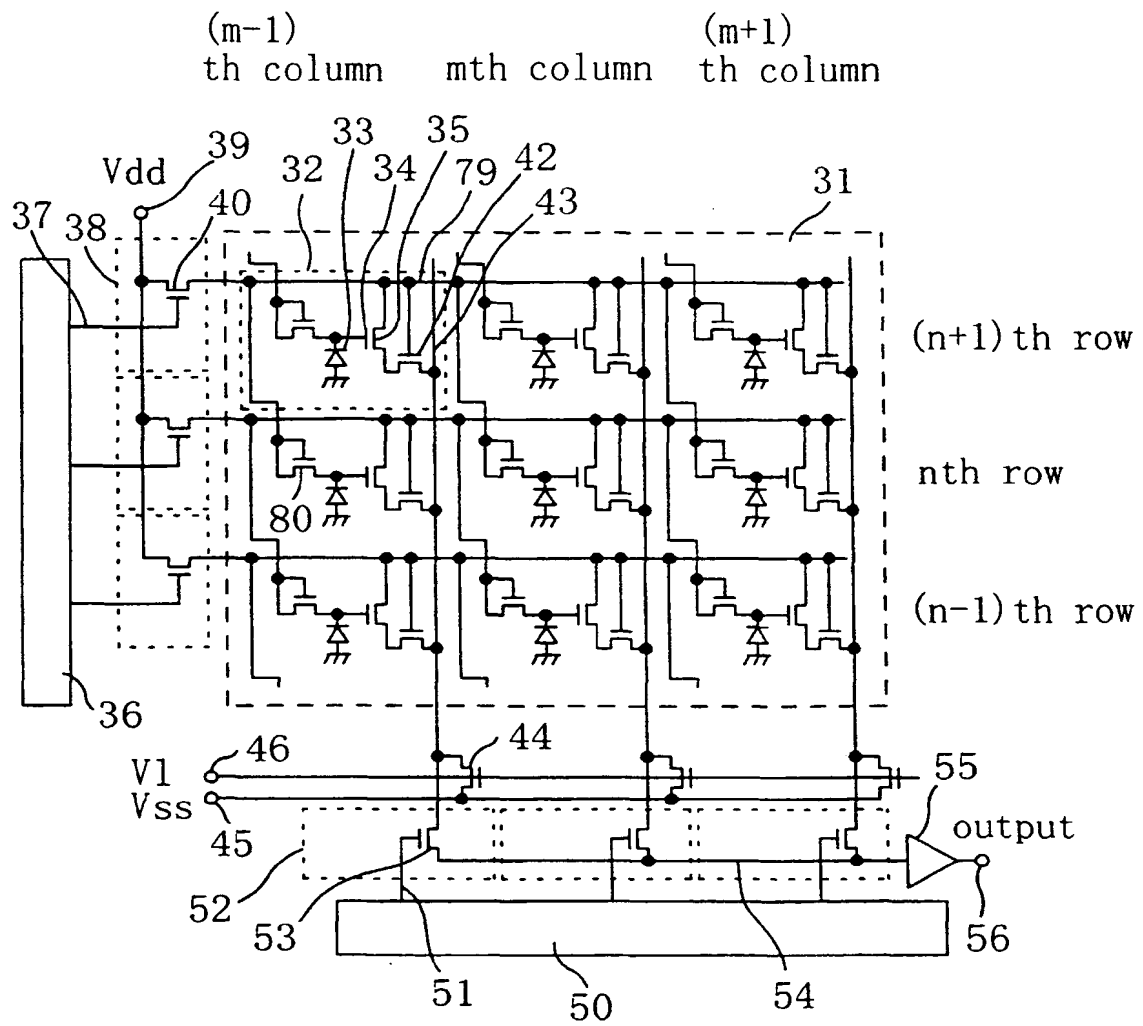 (m-1)
th column
mth column
(m+1)
th column
33
35
42
39
34
Vdd
32
79
31
40
43
38
37
(n+1)th row
nth row
80
(n-1)th row
36
46
44
V1
55
Vss
45
output
52
53
56
51
50
54